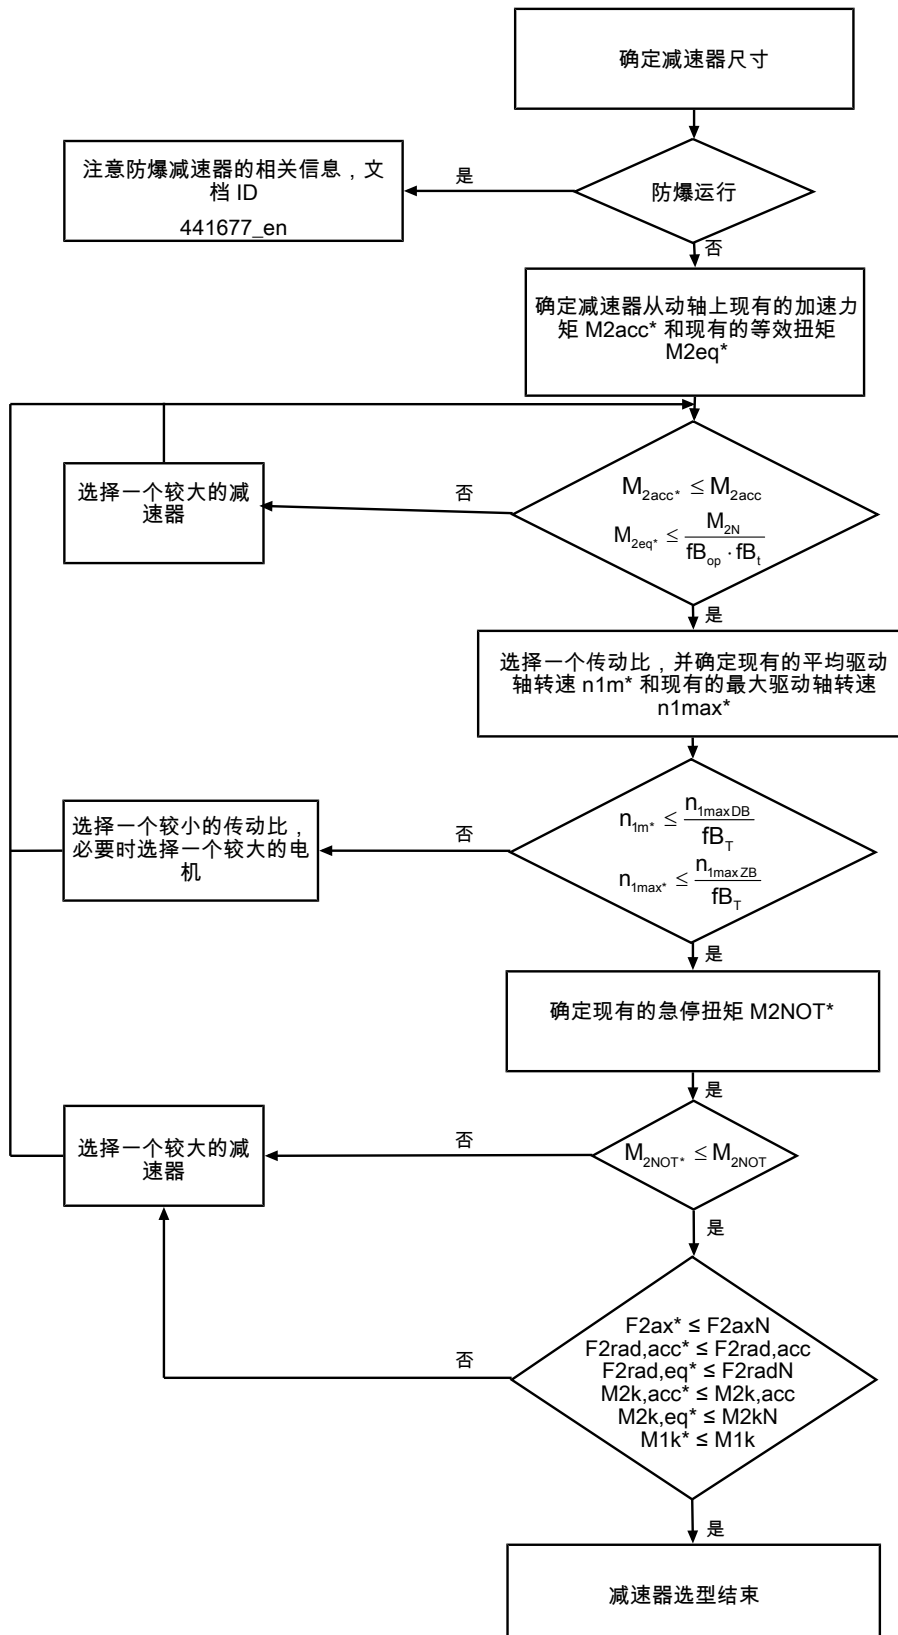 确定减速器尺寸
注意防爆减速器的相关信息，文
档 ID
441677_en
是
防爆运行
否
确定减速器从动轴上现有的加速力
矩 M2acc* 和现有的等效扭矩
M2eq*
选择一个较大的减
速器
否
M2acc* ≤ M2acc
M2eq* ≤ M2N / (fBop · fBt)
是
选择一个传动比，并确定现有的平均驱动
轴转速 n1m* 和现有的最大驱动轴转速
n1max*
选择一个较小的传动比，
必要时选择一个较大的电
机
否
n1m* ≤ n1maxDB / fBT
n1max* ≤ n1maxZB / fBT
是
确定现有的急停扭矩 M2NOT*
是
选择一个较大的减
速器
否
M2NOT* ≤ M2NOT
是
否
F2ax* ≤ F2axN
F2rad,acc* ≤ F2rad,acc
F2rad,eq* ≤ F2radN
M2k,acc* ≤ M2k,acc
M2k,eq* ≤ M2kN
M1k* ≤ M1k
是
减速器选型结束